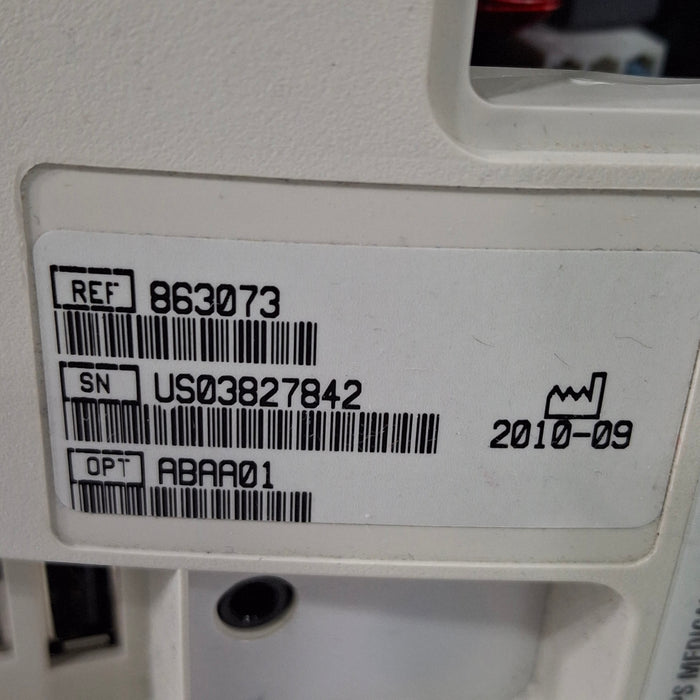 REF 863073
SN US03827842
2010-09
OPT ABAA01